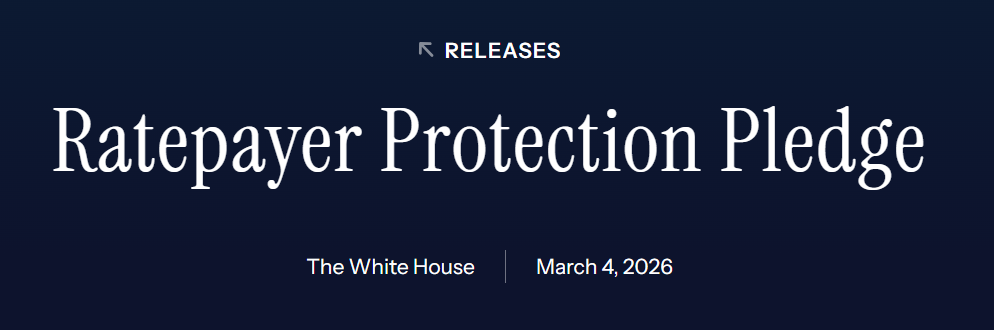 RELEASES
Ratepayer Protection Pledge
The White House
March 4, 2026